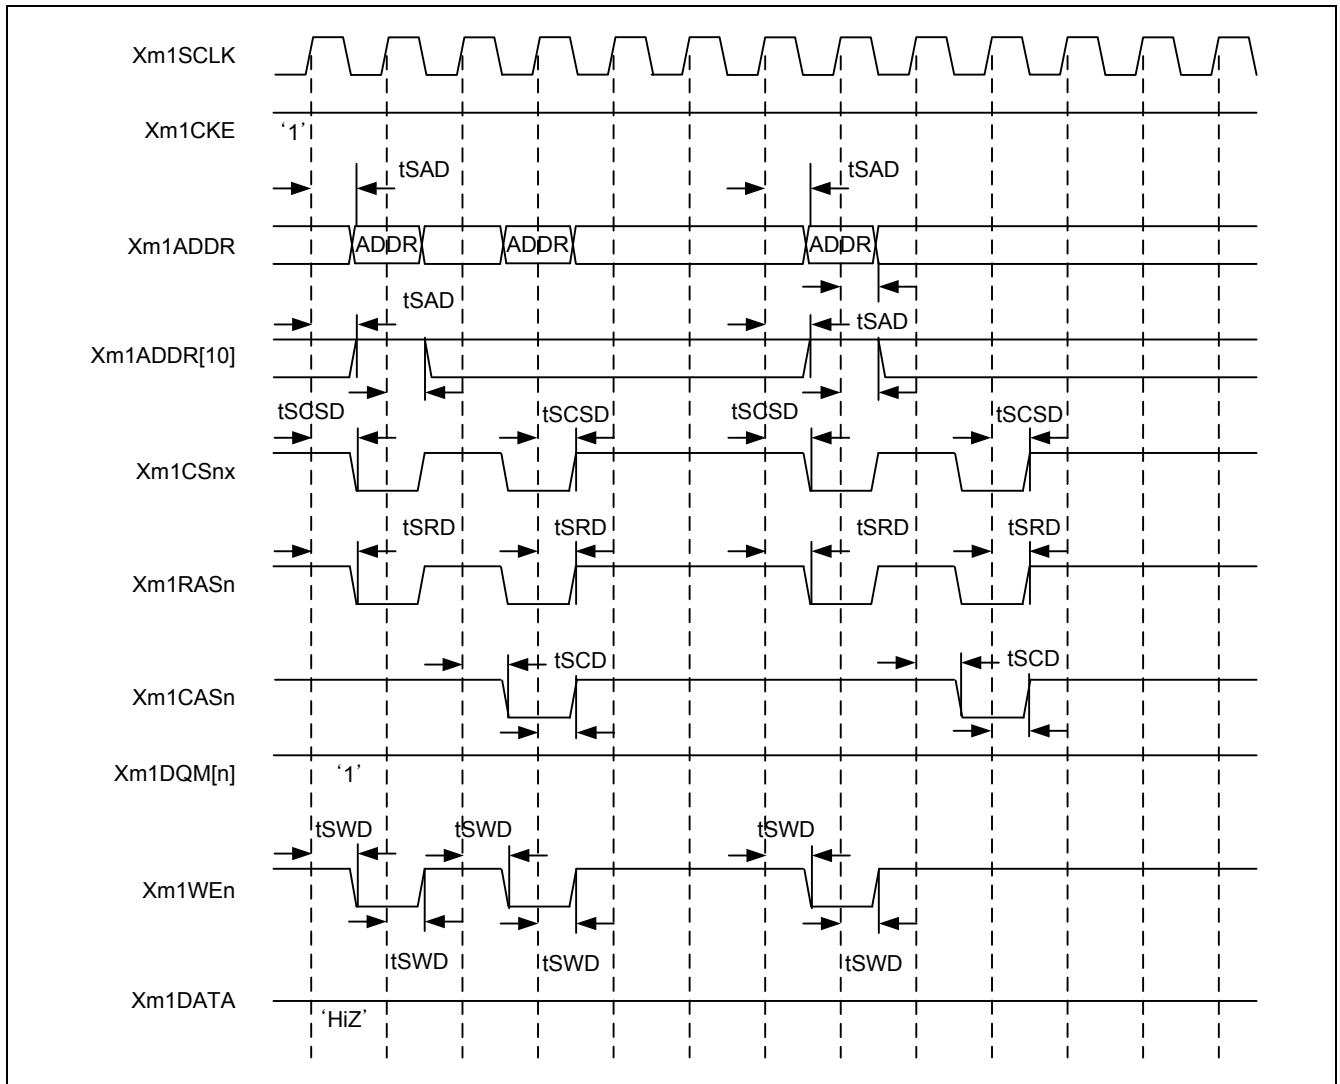 Xm1SCLK
Xm1CKE '1'
tSAD tSAD
Xm1ADDR ADDR ADDR ADDR
tSAD tSAD
Xm1ADDR[10]
tSCSD tSCSD tSCSD tSCSD
Xm1CSnx
tSRD tSRD tSRD tSRD
Xm1RASn
tSCD tSCD
Xm1CASn
Xm1DQM[n] '1'
tSWD tSWD tSWD
Xm1WEn
tSWD tSWD tSWD
Xm1DATA
'HiZ'